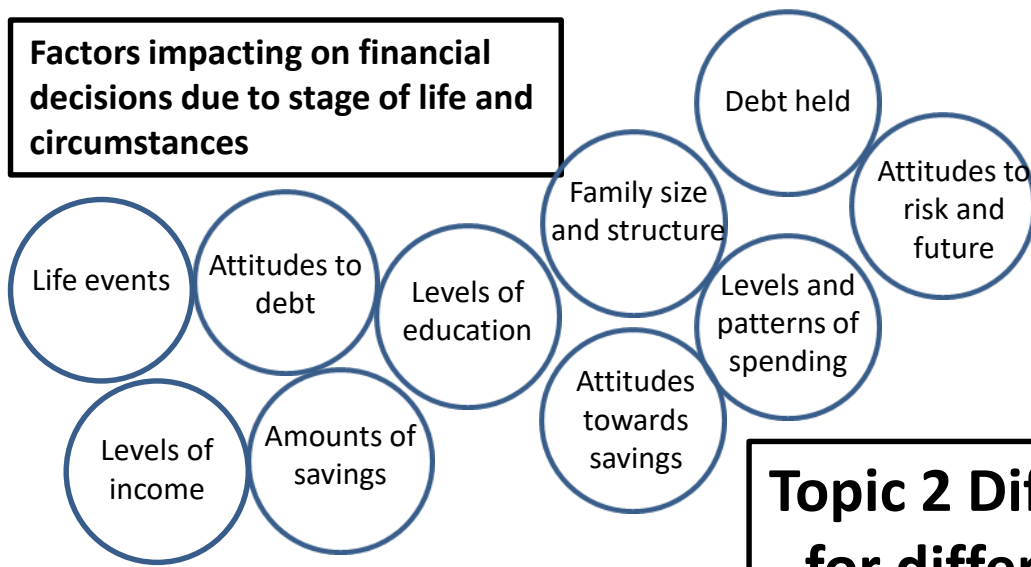 Factors impacting on financial
decisions due to stage of life and
circumstances
Debt held
Attitudes to
risk and
future
Family size
and structure
Life events
Attitudes to
debt
Levels of
education
Levels and
patterns of
spending
Attitudes
towards
savings
Levels of
income
Amounts of
savings
Topic 2
for